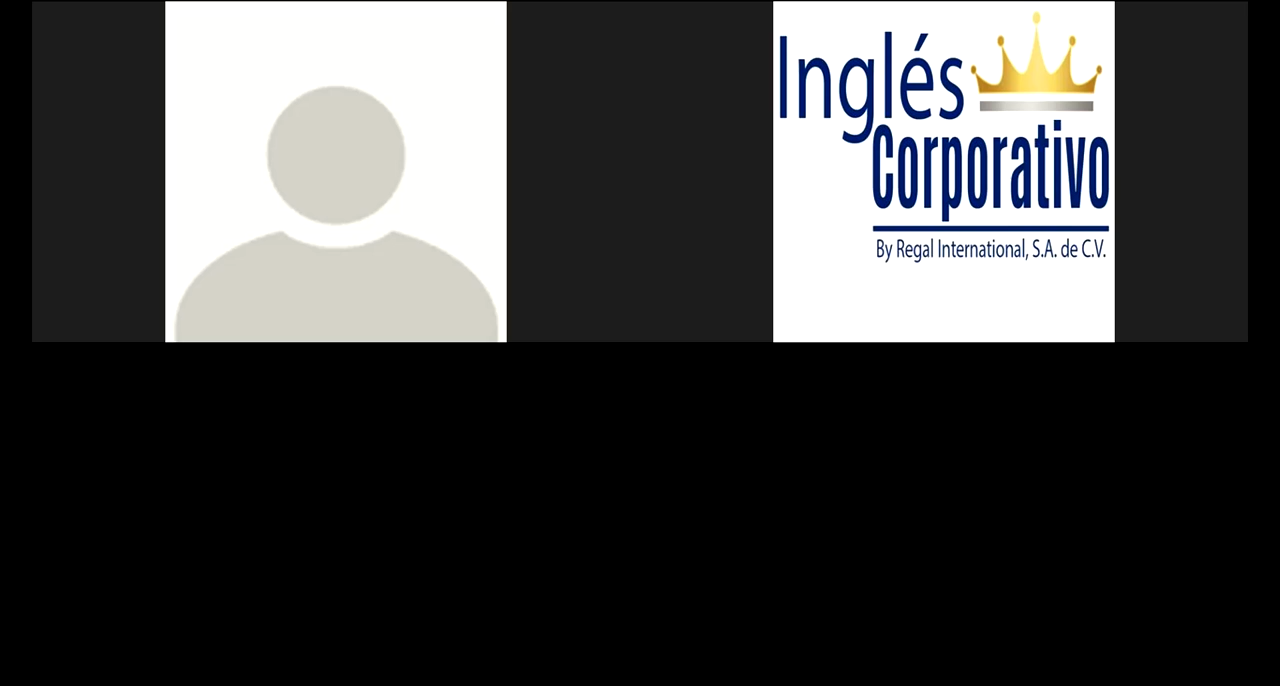 Inglés
Corporativo
By Regal International, S.A. de C.V.